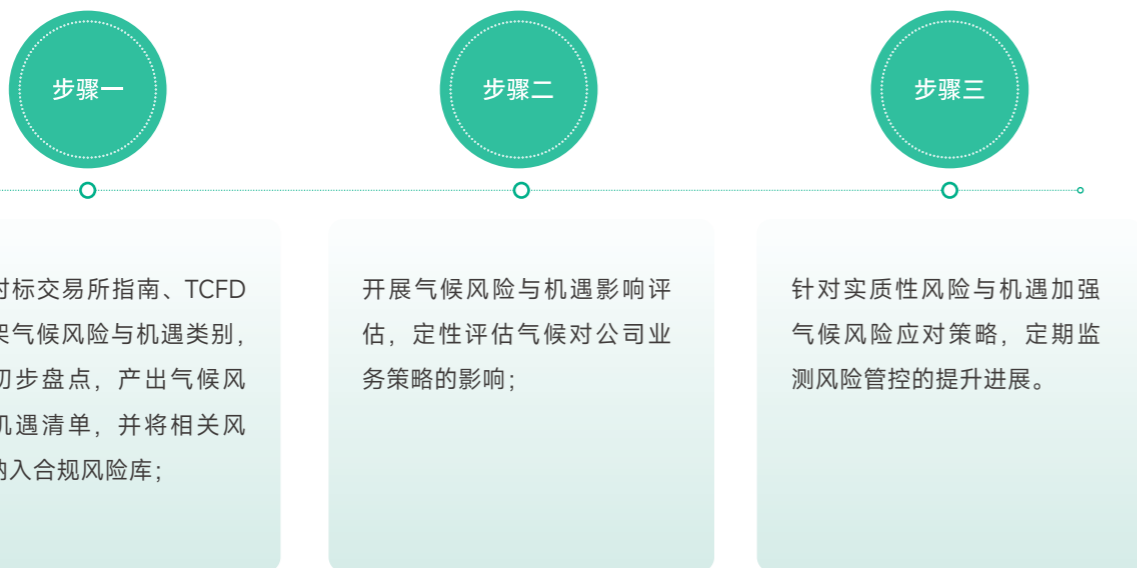 步骤一
步骤二
步骤三
对标交易所指南、TCFD
气候风险与机遇类别，
初步盘点，产出气候风
机遇清单，并将相关风
纳入合规风险库；
开展气候风险与机遇影响评
估，定性评估气候对公司业
务策略的影响；
针对实质性风险与机遇加强
气候风险应对策略，定期监
测风险管控的提升进展。